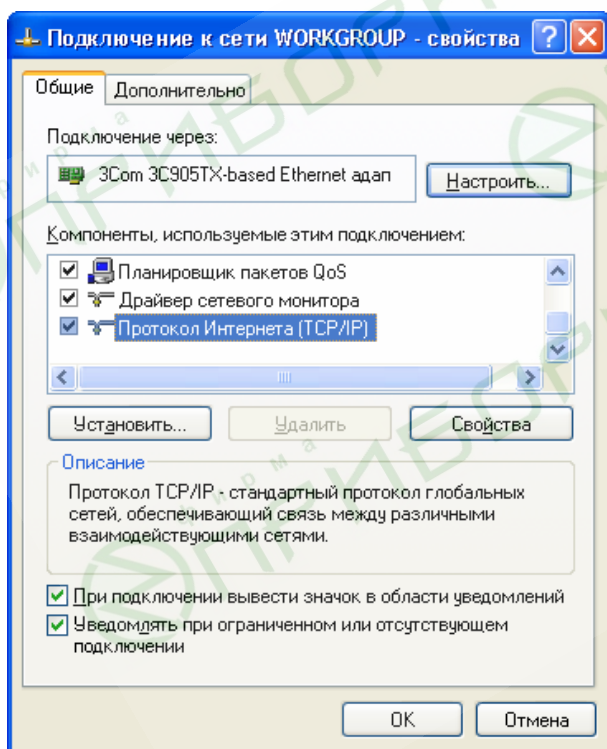 Подключение к сети WORKGROUP - свойства
Общие
Дополнительно
Подключение через:
3Com 3C905TX-based Ethernet адап
Настроить...
Компоненты, используемые этим подключением:
Планировщик пакетов QoS
Драйвер сетевого монитора
Протокол Интернета (TCP/IP)
Установить...
Удалить
Свойства
Описание
Протокол TCP/IP - стандартный протокол глобальных
сетей, обеспечивающий связь между различными
взаимодействующими сетями.
При подключении вывести значок в области уведомлений
Уведомлять при ограниченном или отсутствующем
подключении
OK
Отмена
фирма
ПРИБОР